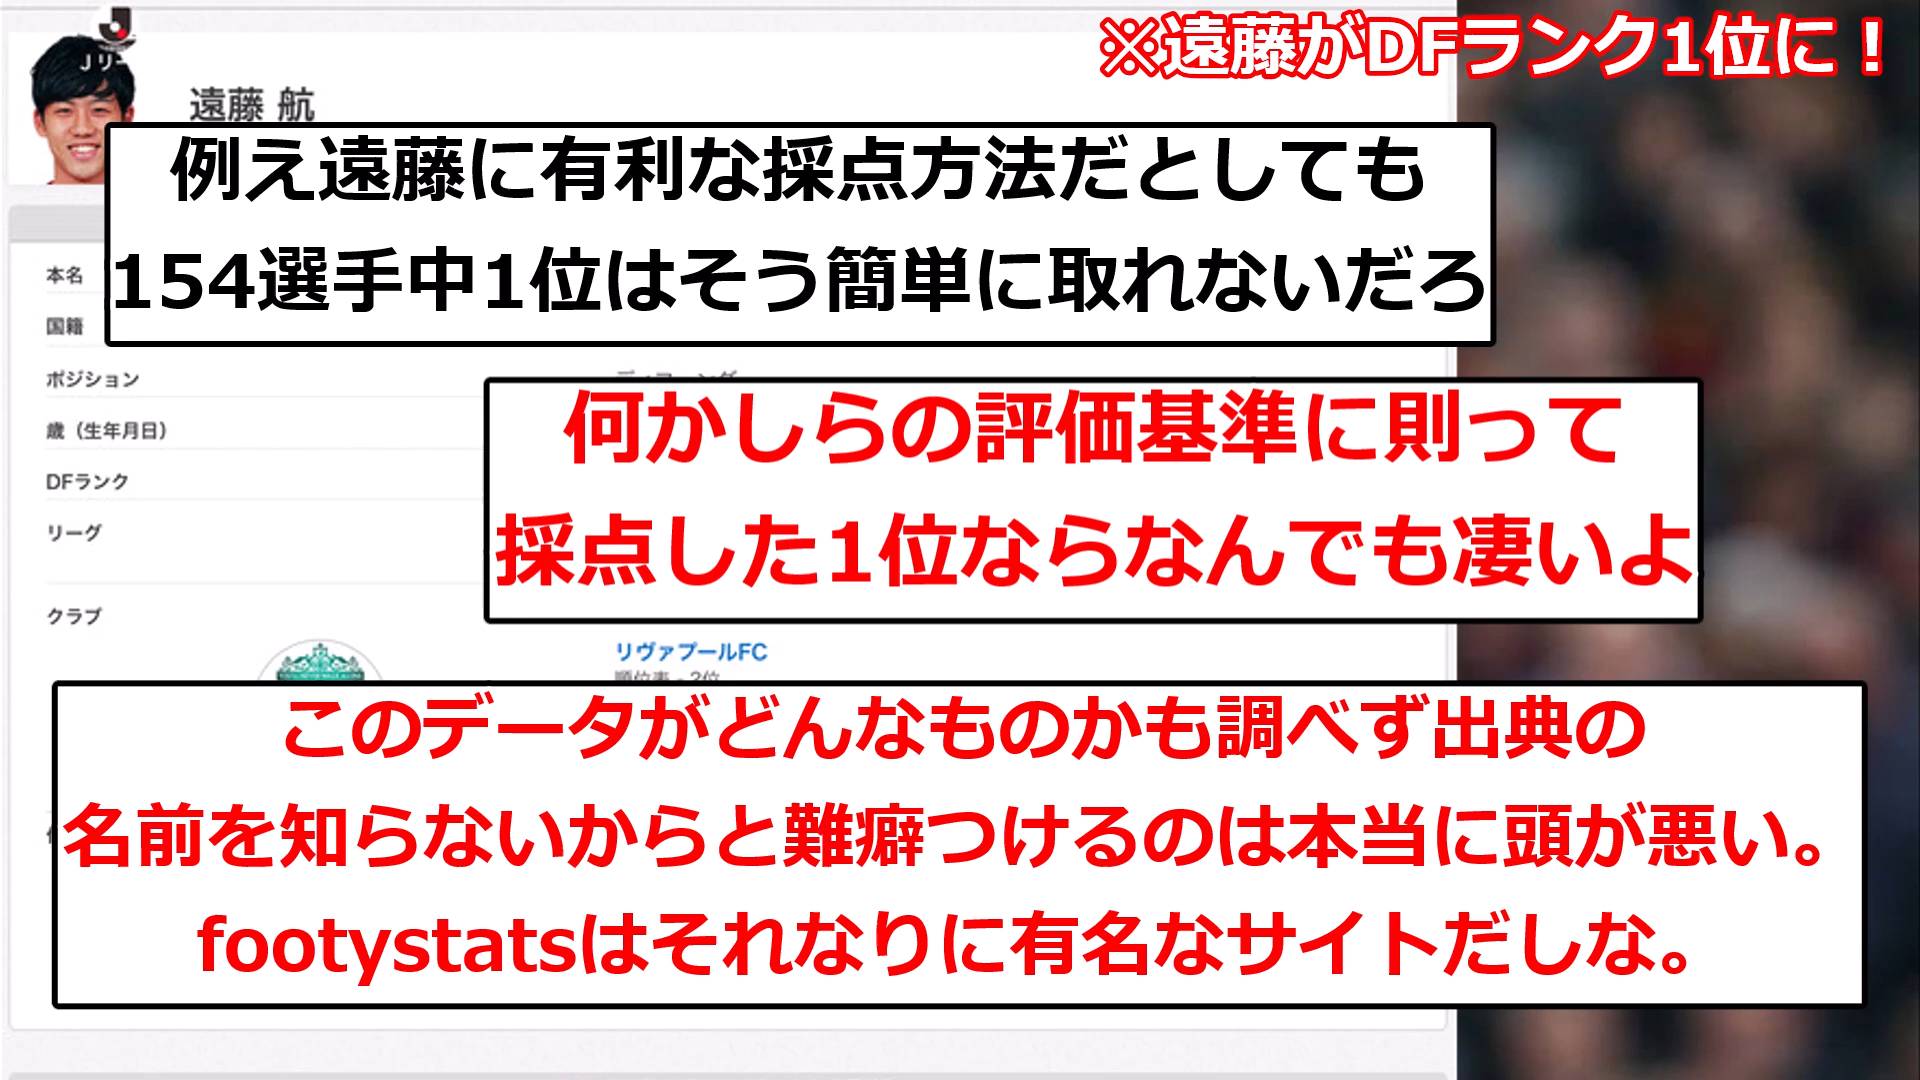 ※遠藤がDFランク1位に！
Jリー
遠藤 航
例え遠藤に有利な採点方法だとしても
154選手中1位はそう簡単に取れないだろ
本名
国籍
ポジション
歳（生年月日）
DFランク
リーグ
何かしらの評価基準に則って
採点した1位ならなんでも凄いよ
クラブ
リヴァプールFC
順位表 - 2位
このデータがどんなものかも調べず出典の
名前を知らないからと難癖つけるのは本当に頭が悪い。
footystatsはそれなりに有名なサイトだしな。